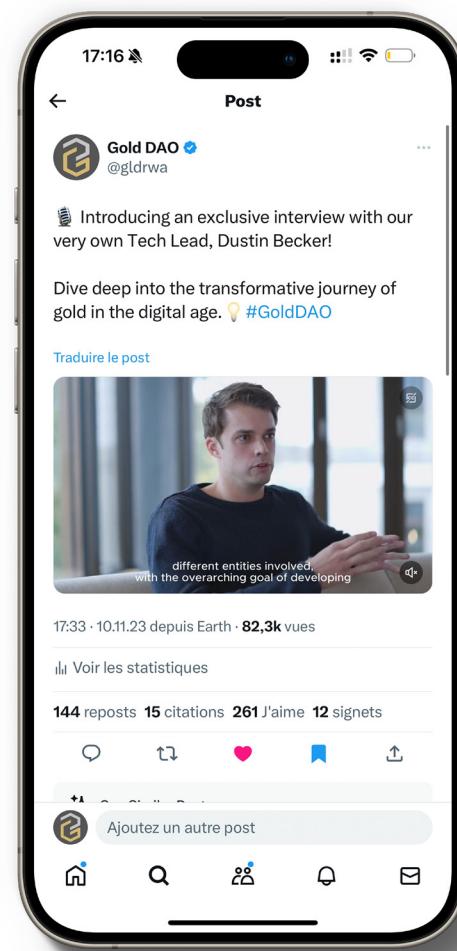 17:16
Post
Gold DAO
@gldrwa
🎙️ Introducing an exclusive interview with our
very own Tech Lead, Dustin Becker!
Dive deep into the transformative journey of
gold in the digital age. 💡 #GoldDAO
Traduire le post
different entities involved,
with the overarching goal of developing
17:33 · 10.11.23 depuis Earth · 82,3k vues
Voir les statistiques
144 reposts 15 citations 261 J'aime 12 signets
Ajoutez un autre post